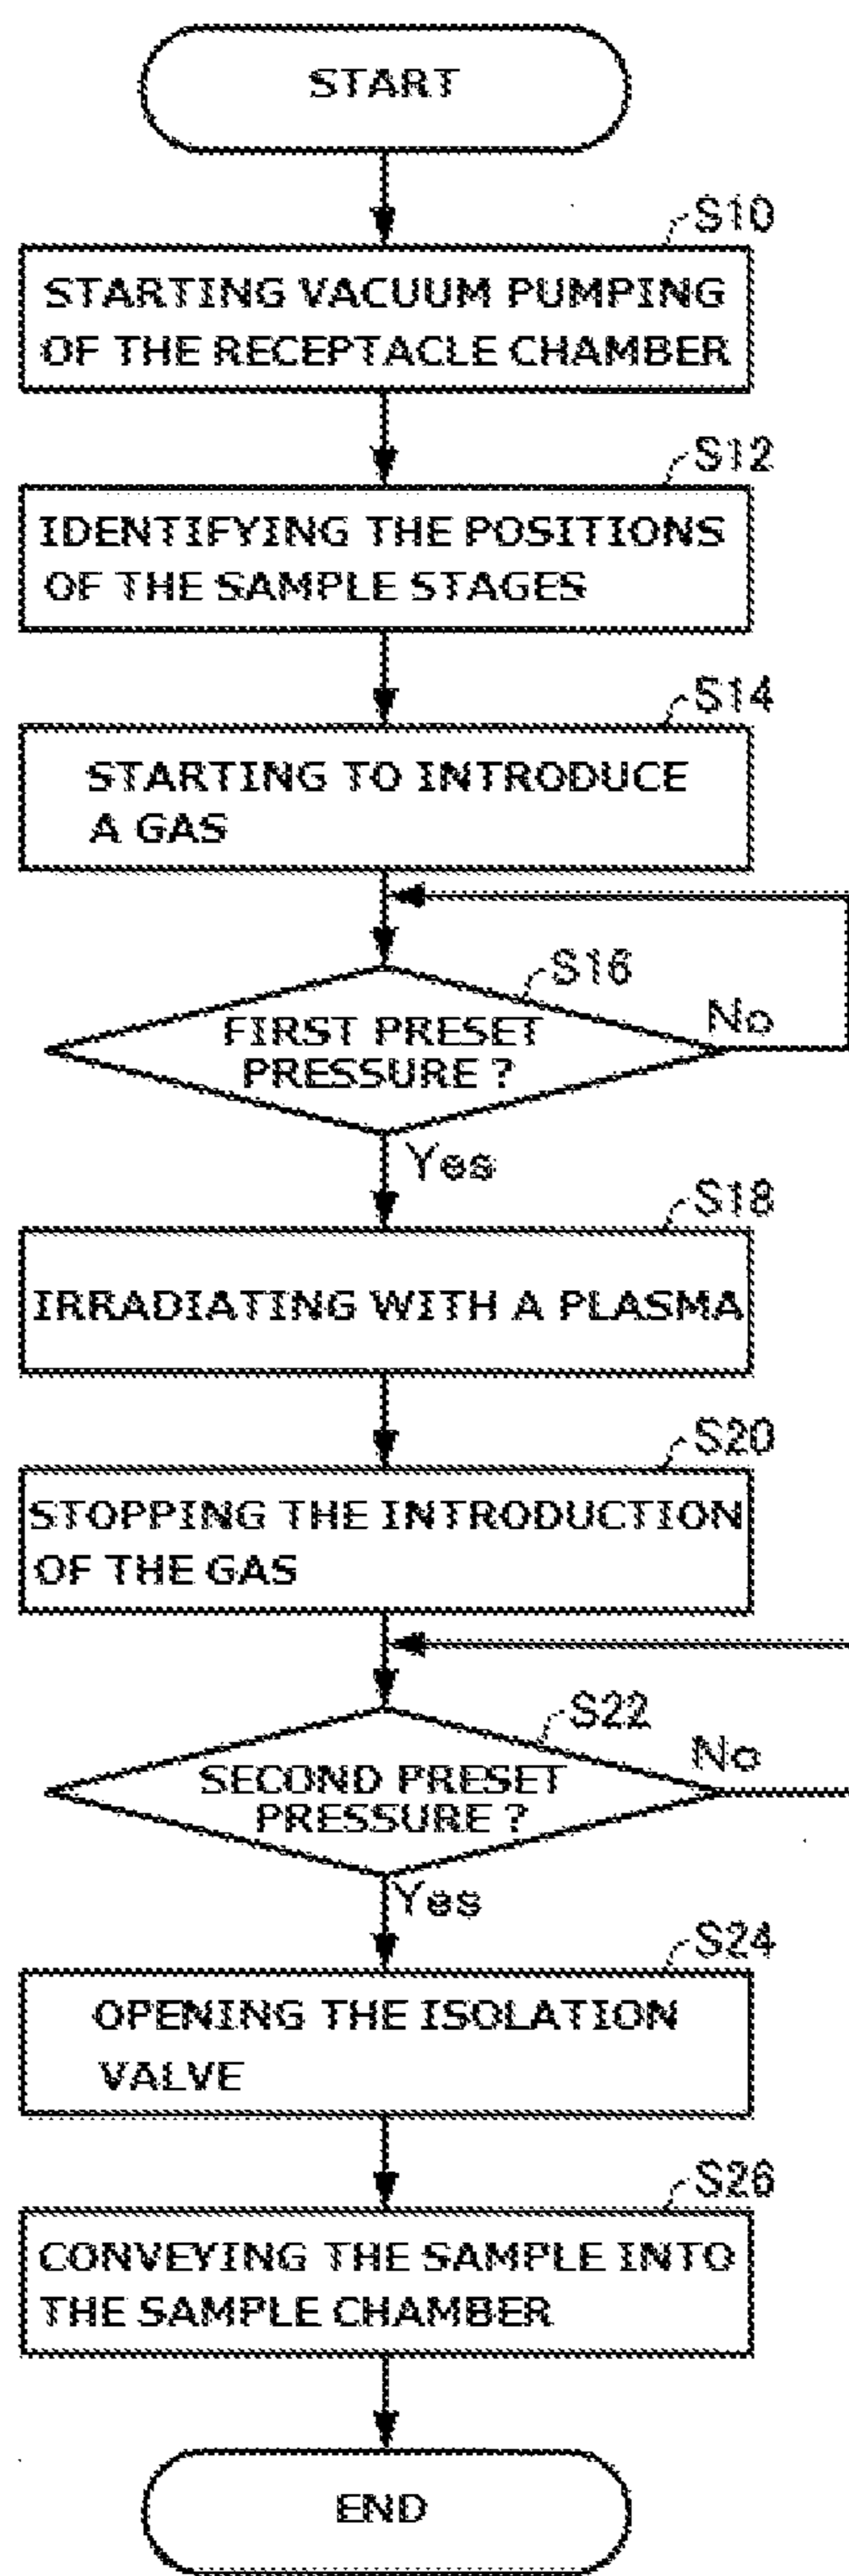 START
S10
STARTING VACUUM PUMPING
OF THE RECEPTACLE CHAMBER
S12
IDENTIFYING THE POSITIONS
OF THE SAMPLE STAGES
S14
STARTING TO INTRODUCE
A GAS
S16
No
FIRST PRESET
PRESSURE ?
Yes
S18
IRRADIATING WITH A PLASMA
S20
STOPPING THE INTRODUCTION
OF THE GAS
S22
No
SECOND PRESET
PRESSURE ?
Yes
S24
OPENING THE ISOLATION
VALVE
S26
CONVEYING THE SAMPLE INTO
THE SAMPLE CHAMBER
END